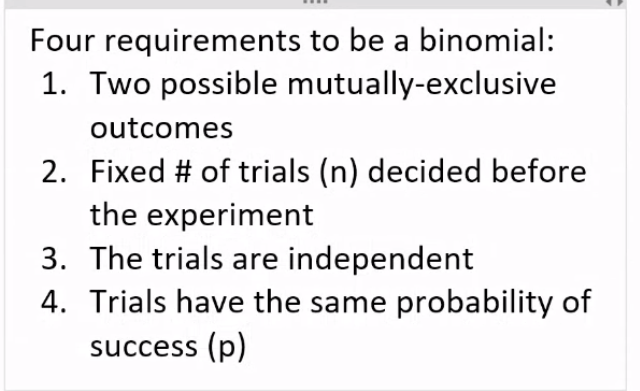 Four requirements to be a binomial:
1. Two possible mutually-exclusive
outcomes
2. Fixed # of trials (n) decided before
the experiment
3. The trials are independent
4. Trials have the same probability of
success (p)